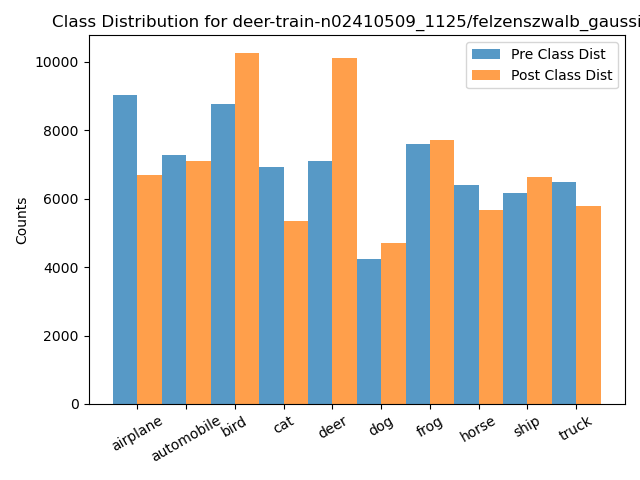 Class Distribution for deer-train-n02410509_1125/felzenszwalb_gaussi
Pre Class Dist
Post Class Dist
10000
8000
6000
4000
2000
0
Counts
airplane
automobile
bird
cat
deer
dog
frog
horse
ship
truck